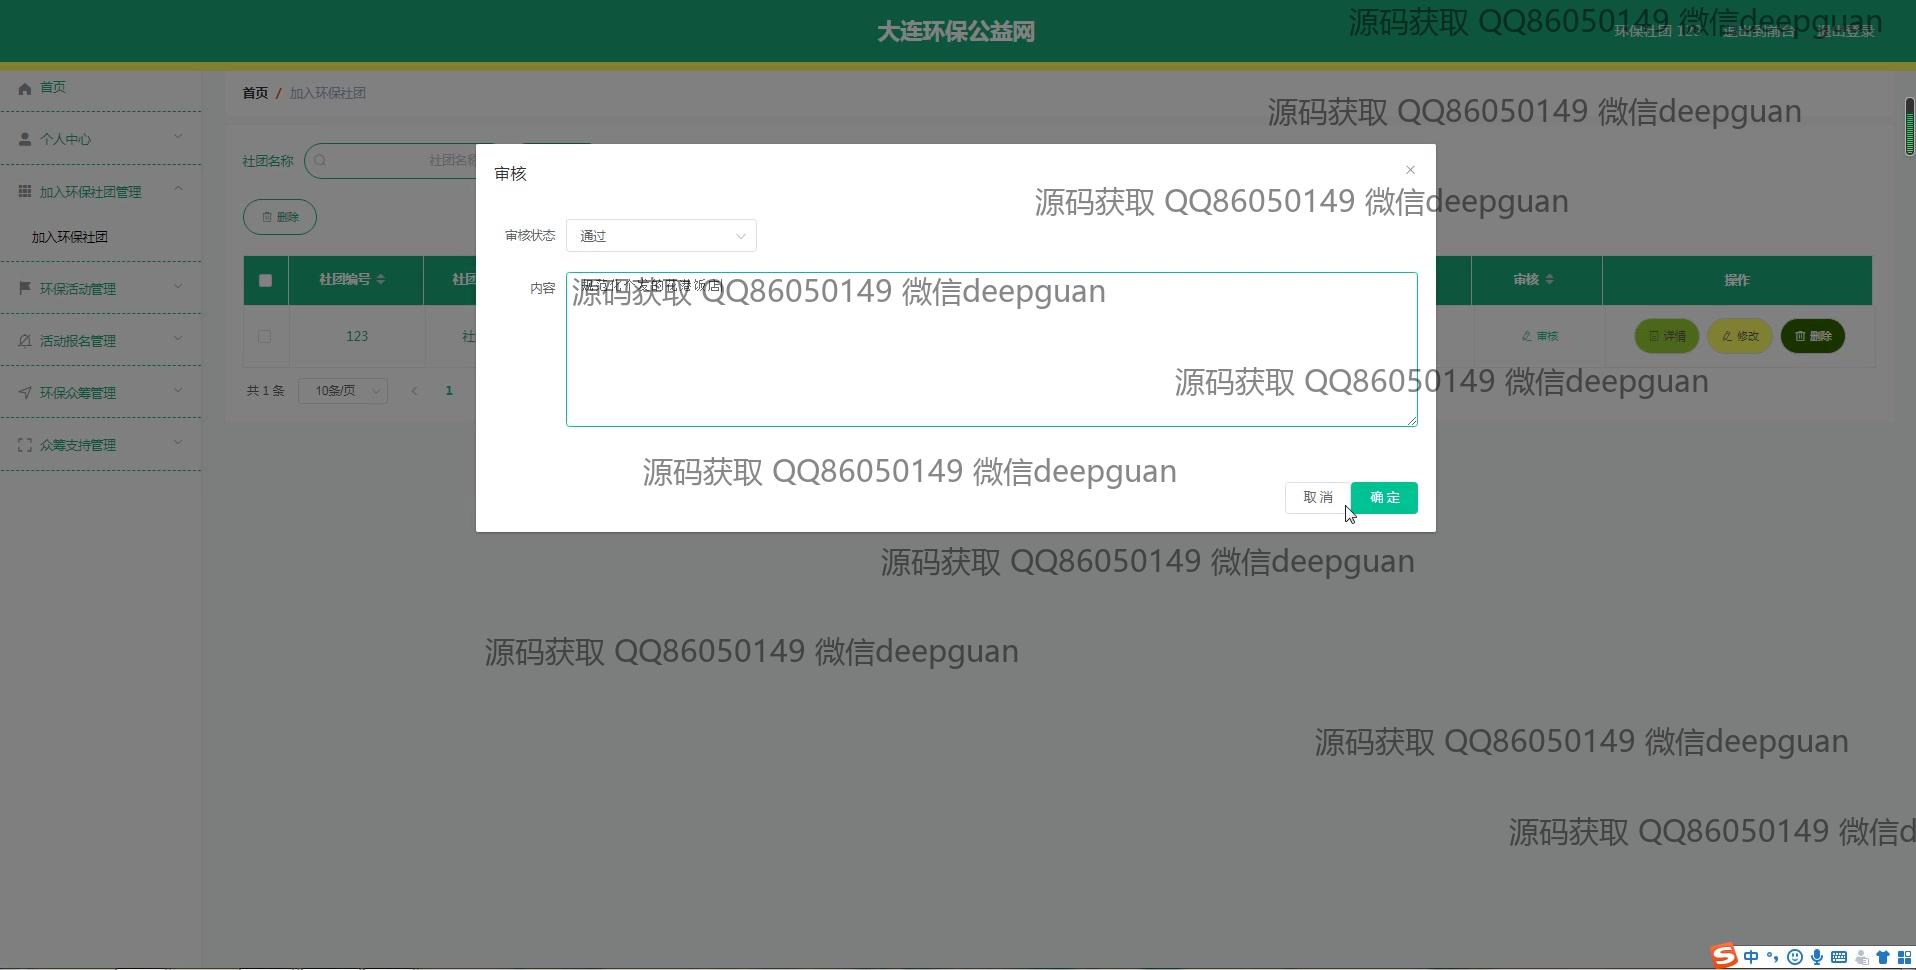 大连环保公益网
源码获取 QQ86050149 微信deepguan
环保社团 123 退出到前台 退出登录
首页
首页 / 加入环保社团
源码获取 QQ86050149 微信deepguan
个人中心
社团名称 社团名称
审核
源码获取 QQ86050149 微信deepguan
加入环保社团管理
删除
加入环保社团
审核状态 通过
社团编号 社团
审核 操作
环保活动管理
内容
源码获取 QQ86050149 微信deepguan
活动报名管理
123 社
审核 详情 修改 删除
共 1 条 10条/页 1
源码获取 QQ86050149 微信deepguan
环保众筹管理
众筹支持管理
源码获取 QQ86050149 微信deepguan
取消 确定
源码获取 QQ86050149 微信deepguan
源码获取 QQ86050149 微信deepguan
源码获取 QQ86050149 微信deepguan
源码获取 QQ86050149 微信d
中